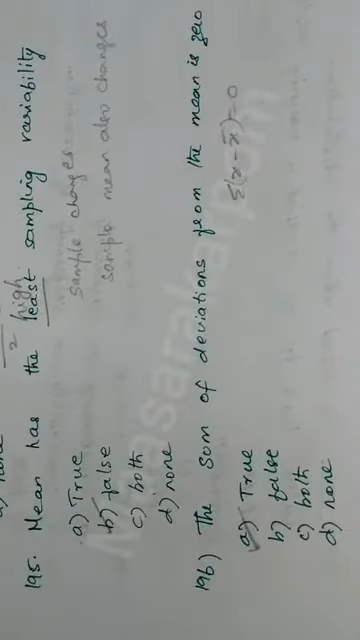 high
195. Mean has the least sampling variability
a) True
sample changes
b) false
sample mean also changes
c) both
d) none
196) The sum of deviations from the mean is zero
a) True
Σ(x-x̄)=0
b) false
c) both
d) none